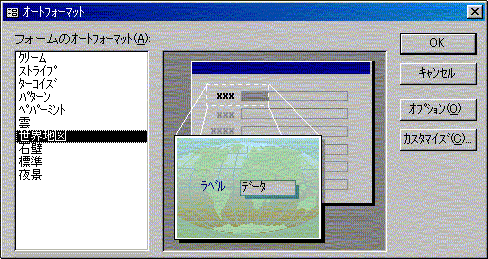 オートフォーマット
フォームのオートフォーマット(A):
クリーム
ストライプ
ターコイズ
パターン
ペパーミント
雲
世界地図
石壁
標準
夜景
OK
キャンセル
オプション(O)
カスタマイズ(C)...
xxx
xxx
xxxx
ラベル データ